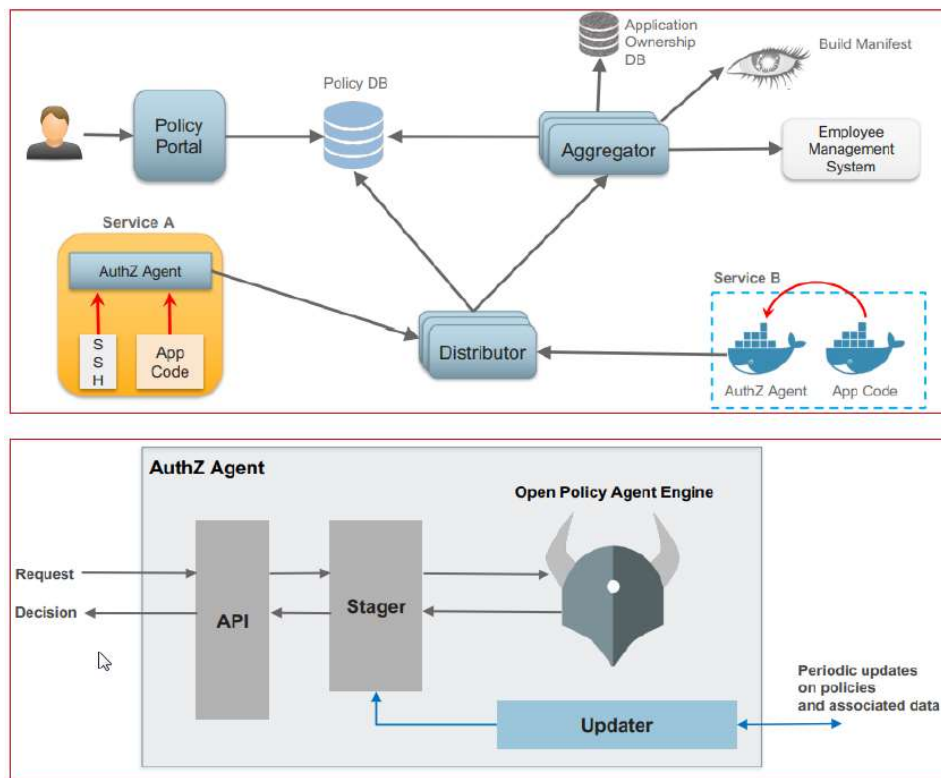 Application
Ownership
DB
Build Manifest
Policy DB
Policy
Portal
Aggregator
Employee
Management
System
Service A
AuthZ Agent
S
S
H
App
Code
Distributor
Service B
AuthZ Agent
App Code
AuthZ Agent
Open Policy Agent Engine
Request
Decision
API
Stager
Updater
Periodic updates
on policies
and associated data